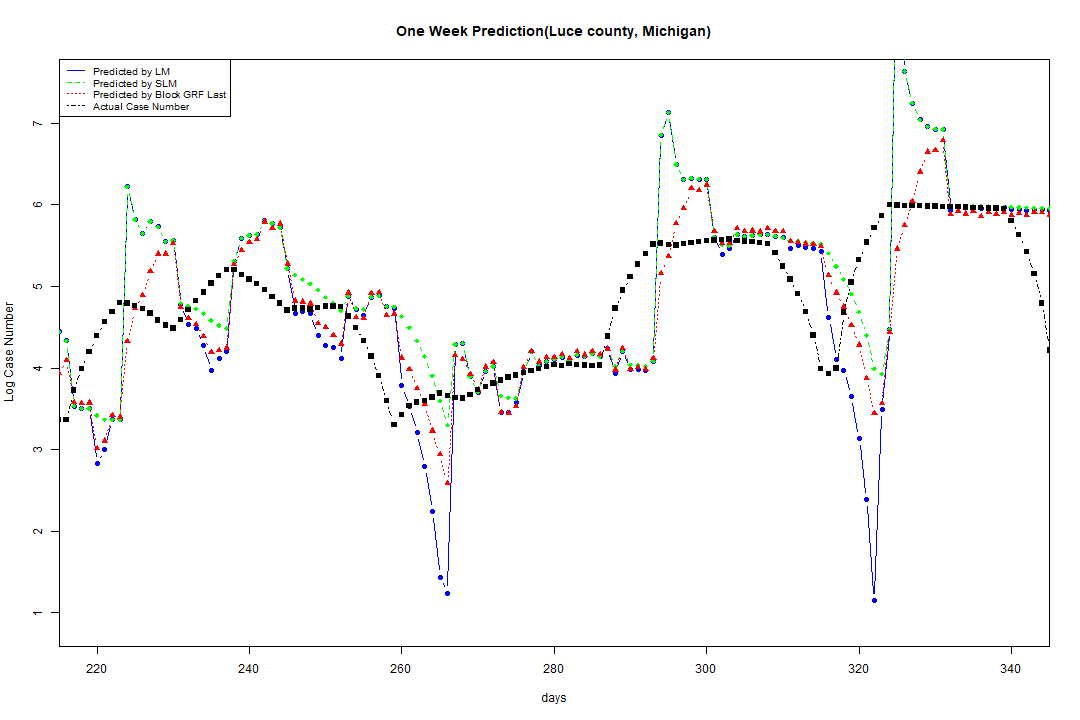 One Week Prediction(Luce county, Michigan)
Predicted by LM
Predicted by SLM
Predicted by Block GRF Last
Actual Case Number
Log Case Number
7
6
5
4
3
2
1
220 240 260 280 300 320 340
days